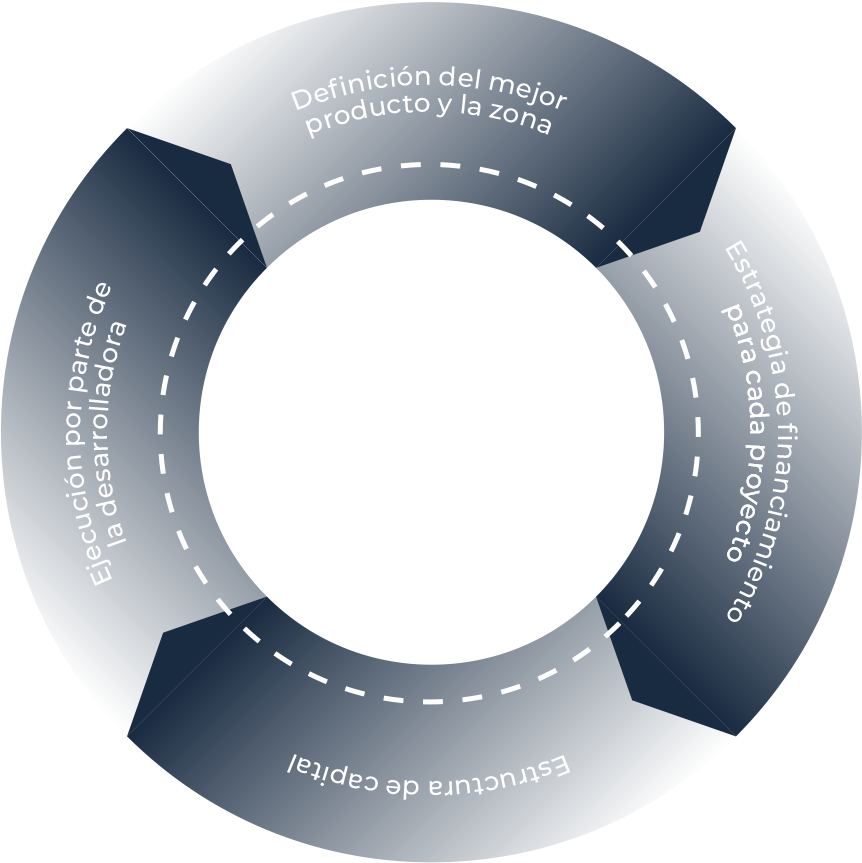 Definición del mejor
producto y la zona
Estrategia de financiamiento
para cada proyecto
Estructura de capital
Ejecución por parte de
la desarrolladora